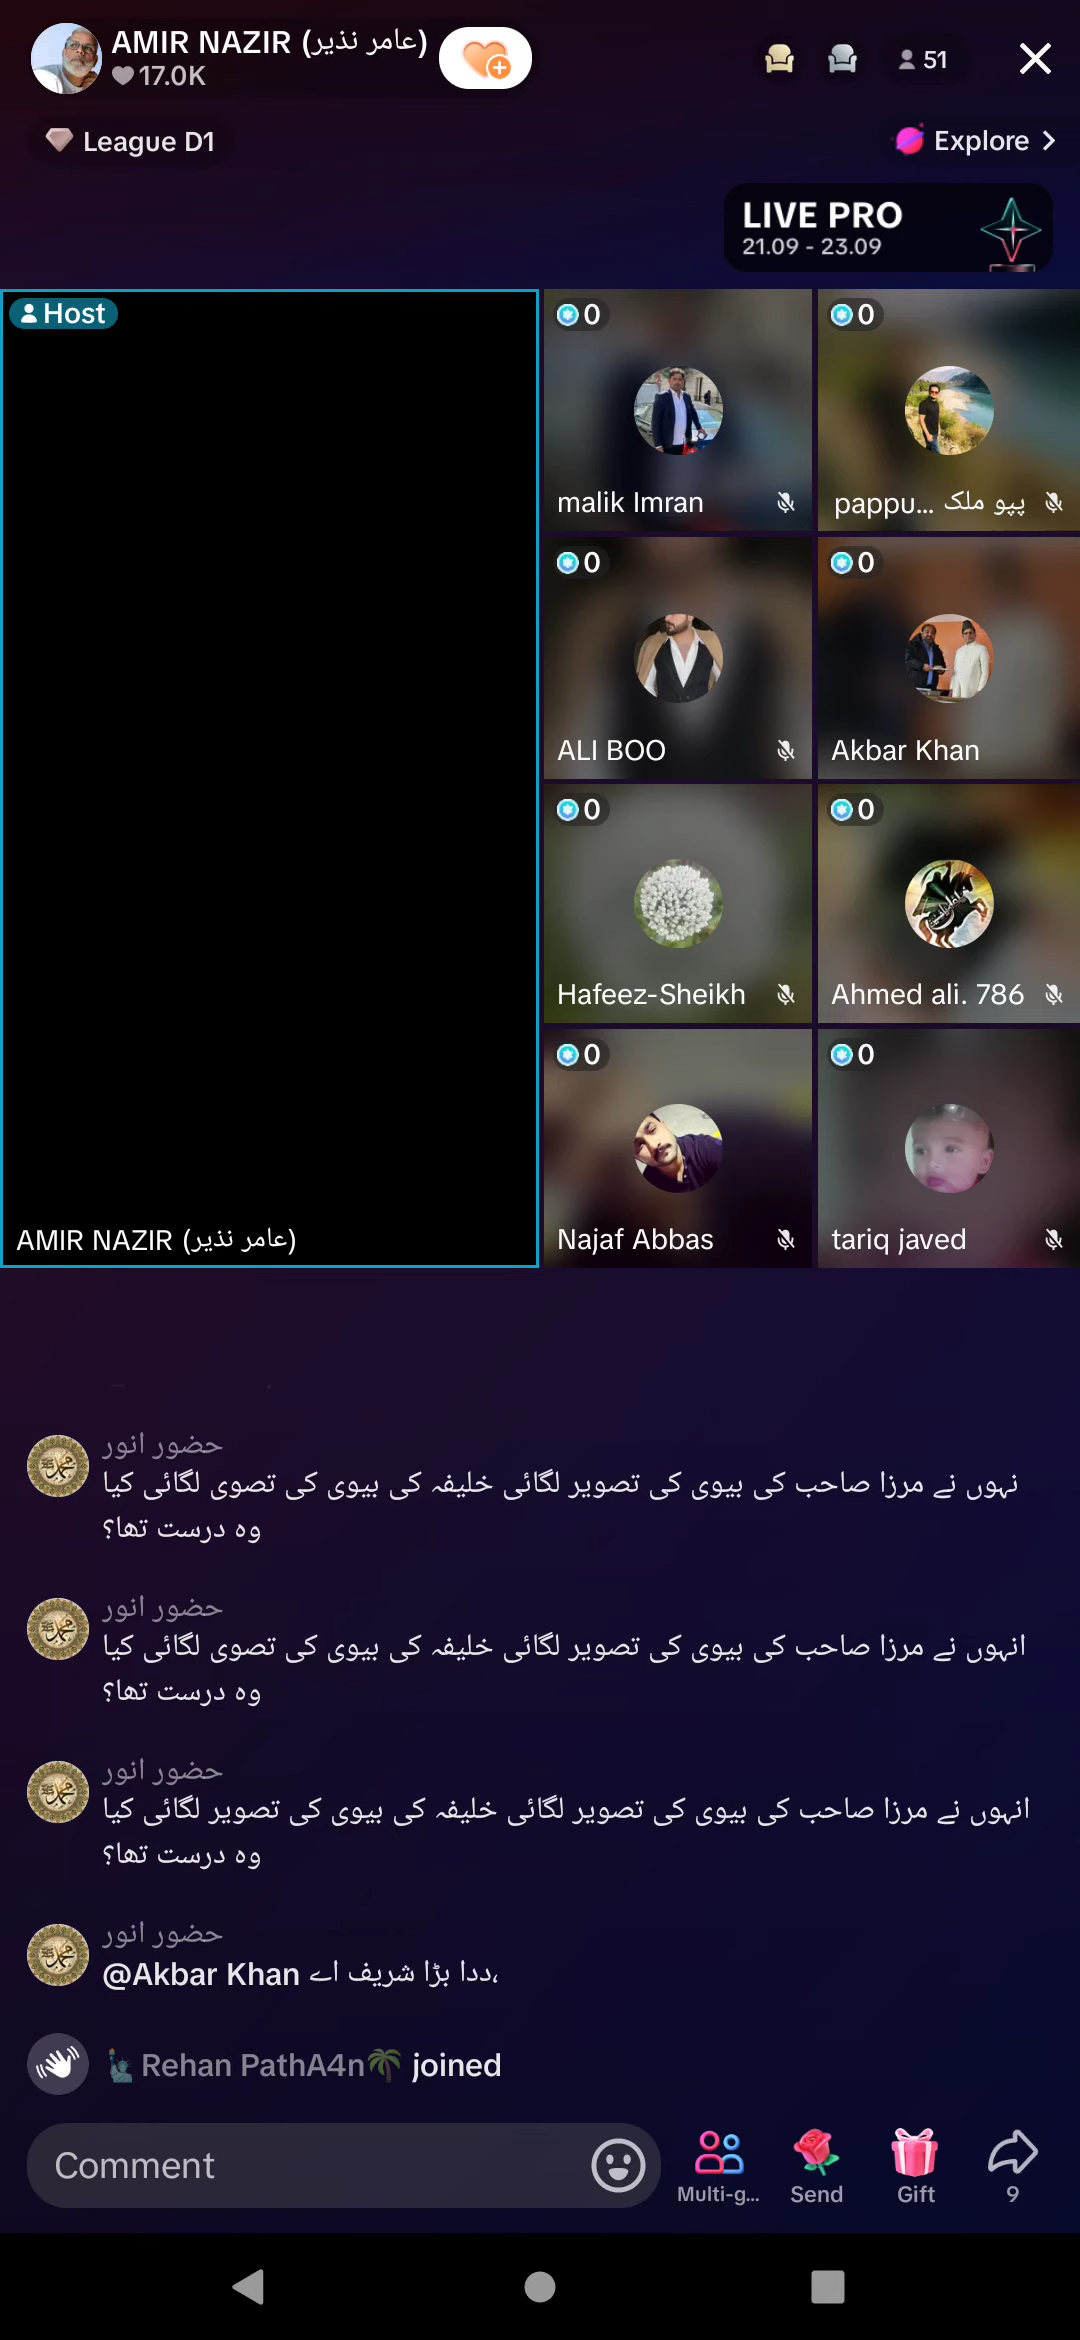 AMIR NAZIR (عامر نذیر)
17.0K
51
League D1
Explore
LIVE PRO
21.09 - 23.09
Host
AMIR NAZIR (عامر نذیر)
0
malik Imran
0
pappu... پپو ملک
0
ALI BOO
0
Akbar Khan
0
Hafeez-Sheikh
0
Ahmed ali. 786
0
Najaf Abbas
0
tariq javed
حضور انور
نہوں نے مرزا صاحب کی بیوی کی تصویر لگائی خلیفہ کی بیوی کی تصوی لگائی کیا
وہ درست تھا؟
حضور انور
انہوں نے مرزا صاحب کی بیوی کی تصویر لگائی خلیفہ کی بیوی کی تصوی لگائی کیا
وہ درست تھا؟
حضور انور
انہوں نے مرزا صاحب کی بیوی کی تصویر لگائی خلیفہ کی بیوی کی تصویر لگائی کیا
وہ درست تھا؟
حضور انور
@Akbar Khan ددا بڑا شریف اے،
Rehan PathA4n joined
Comment
Multi-g...
Send
Gift
9